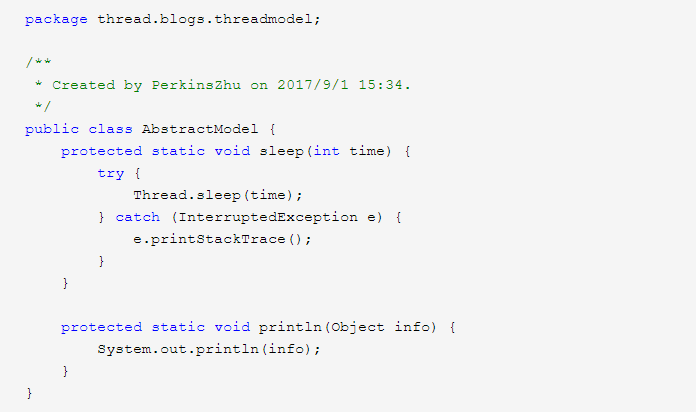 package thread.blogs.threadmodel;

/**
 * Created by PerkinsZhu on 2017/9/1 15:34.
 */
public class AbstractModel {
    protected static void sleep(int time) {
        try {
            Thread.sleep(time);
        } catch (InterruptedException e) {
            e.printStackTrace();
        }
    }

    protected static void println(Object info) {
        System.out.println(info);
    }
}